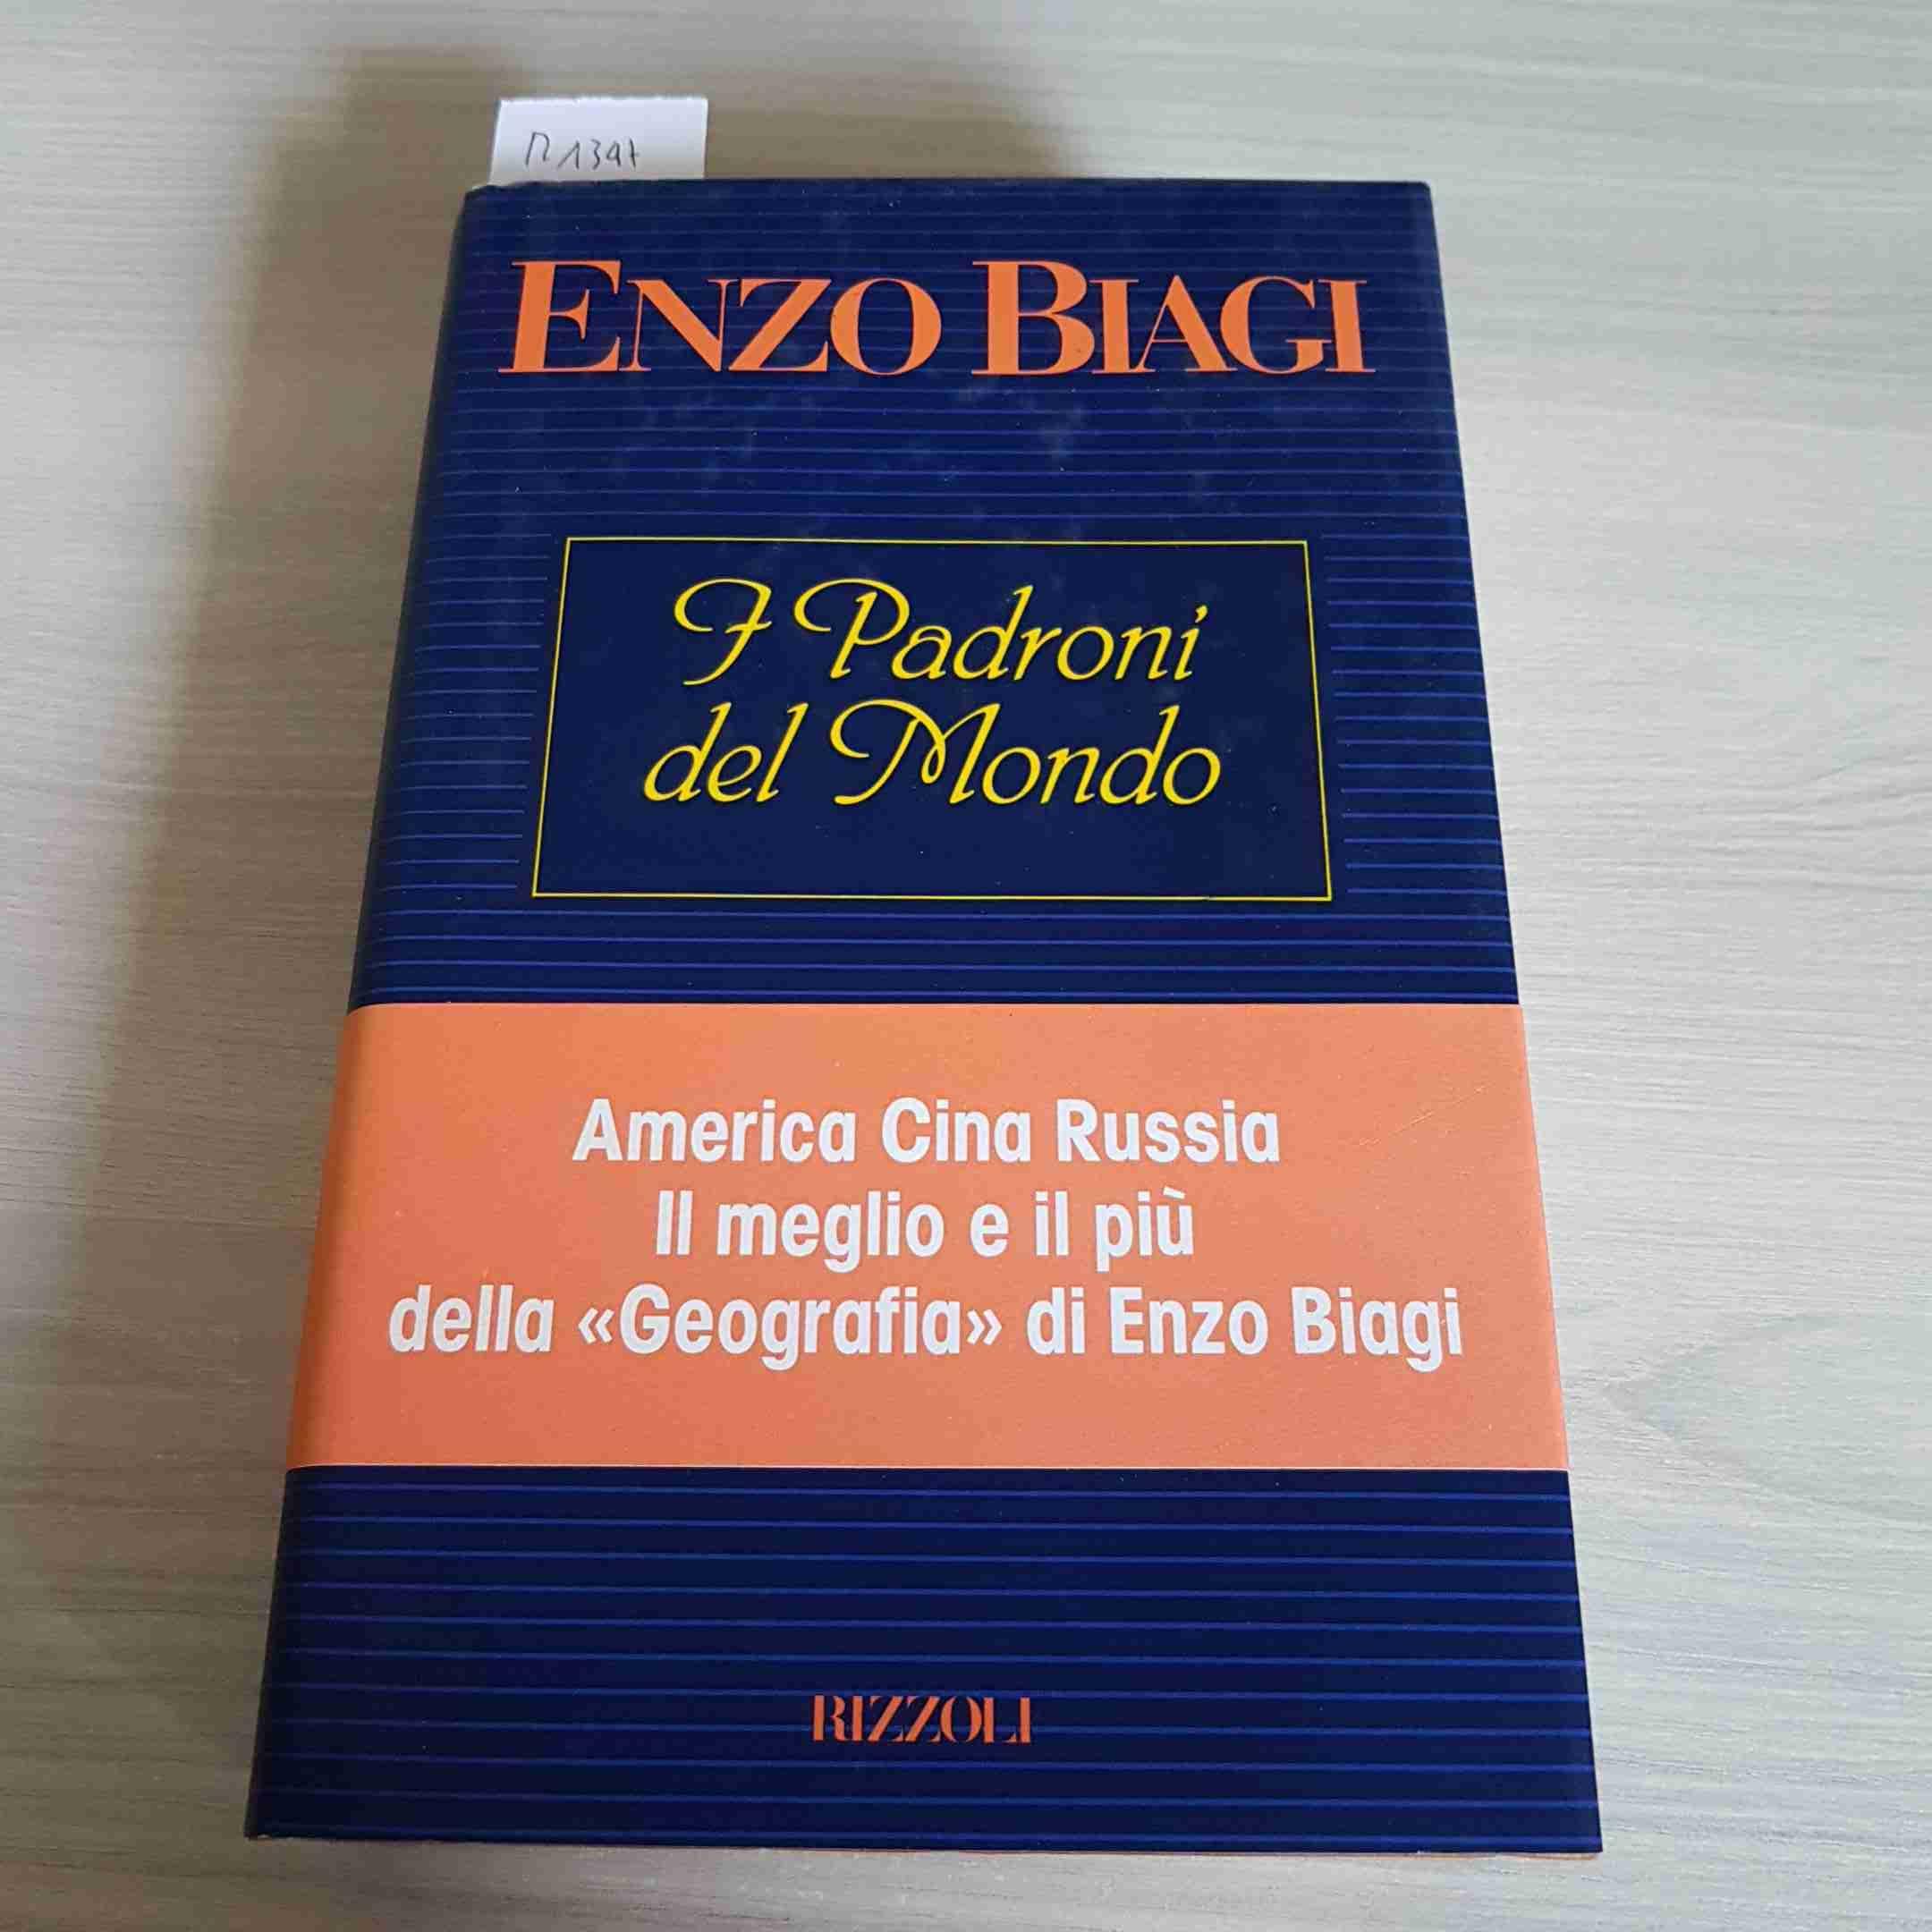 ENZO BIAGI
I Padroni
del Mondo
America Cina Russia
Il meglio e il più
della «Geografia» di Enzo Biagi
RIZZOLI